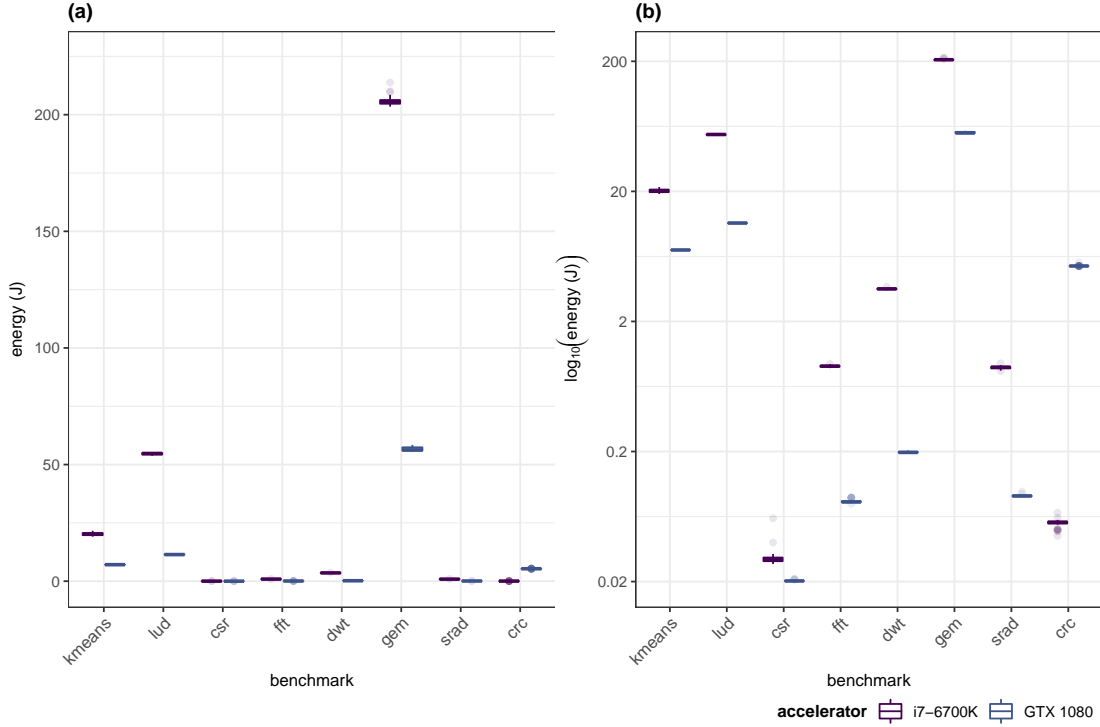 (a)
energy (J)
200
150
100
50
0
kmeans
lud
csr
fft
dwt
gem
srad
crc
benchmark
(b)
log10(energy (J))
200
20
2
0.2
0.02
kmeans
lud
csr
fft
dwt
gem
srad
crc
benchmark
accelerator i7−6700K GTX 1080